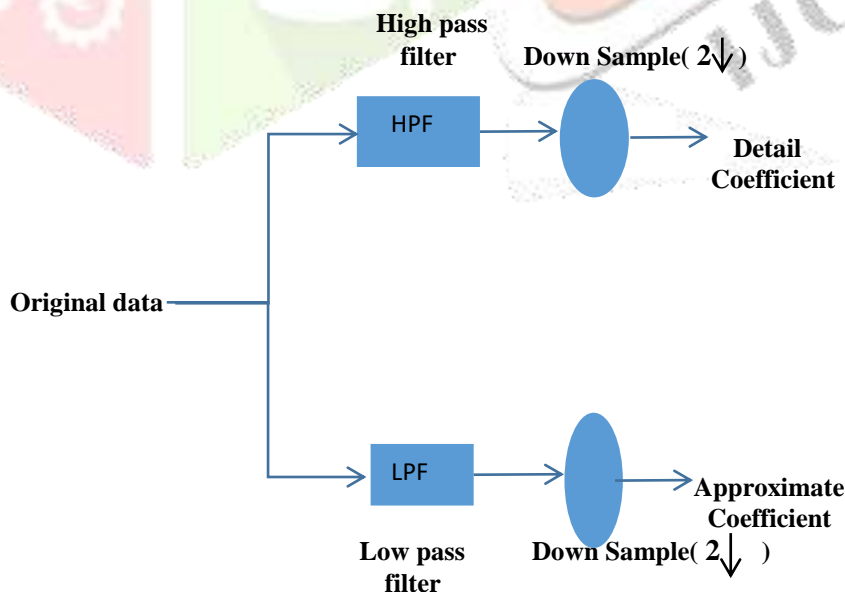 High pass
filter
Down Sample( 2↓ )
HPF
Detail
Coefficient
Original data
LPF
Approximate
Coefficient
Low pass
filter
Down Sample( 2↓ )